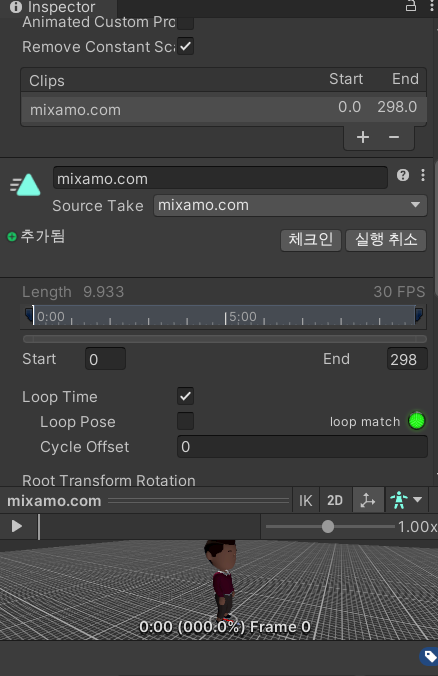 Inspector
Animated Custom Pro
Remove Constant Sca
Clips Start End
mixamo.com 0.0 298.0
+ −
mixamo.com
Source Take mixamo.com
추가됨 체크인 실행 취소
Length 9.933 30 FPS
0:00 5:00
Start 0 End 298
Loop Time
Loop Pose loop match
Cycle Offset 0
Root Transform Rotation
mixamo.com IK 2D
1.00x
0:00 (000.0%) Frame 0